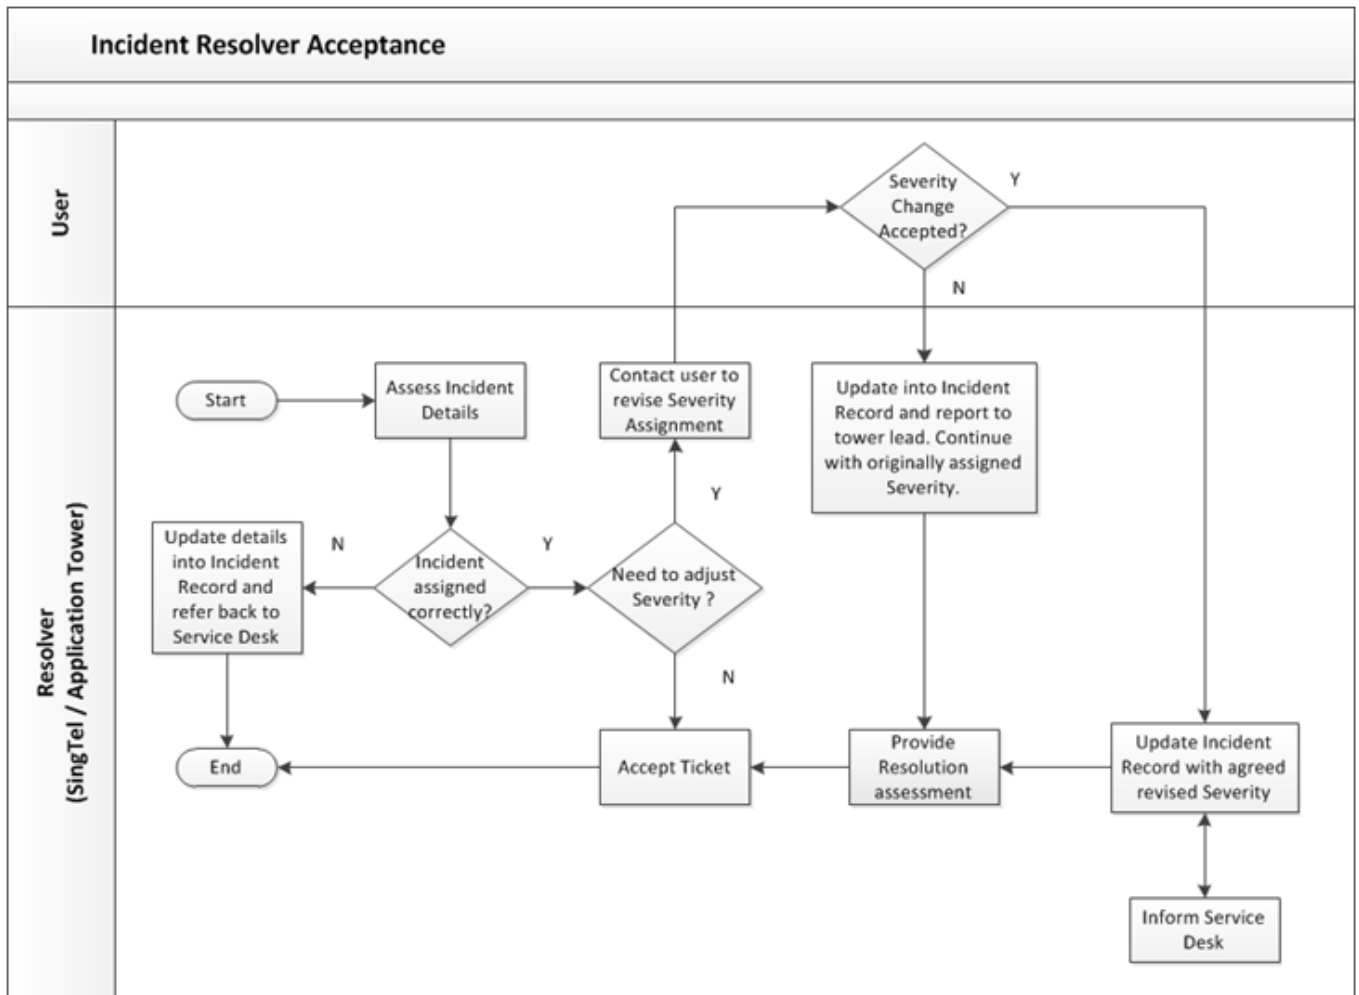 Incident Resolver Acceptance
User
Severity
Change
Accepted?
Y
N
Resolver
(SingTel / Application Tower)
Start
Assess Incident
Details
Contact user to
revise Severity
Assignment
Update into Incident
Record and report to
tower lead. Continue
with originally assigned
Severity.
Y
Update details
into Incident
Record and
refer back to
Service Desk
N
Incident
assigned
correctly?
Y
Need to adjust
Severity ?
N
End
Accept Ticket
Provide
Resolution
assessment
Update Incident
Record with agreed
revised Severity
Inform Service
Desk